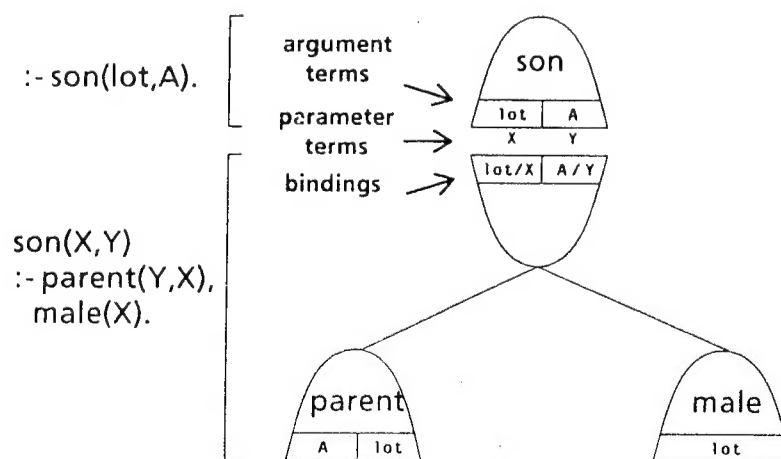 :- son(lot,A).
argument
terms
parameter
terms
bindings
son
lot A
X Y
lot/X A/Y
son(X,Y)
:- parent(Y,X),
male(X).
parent
A lot
male
lot